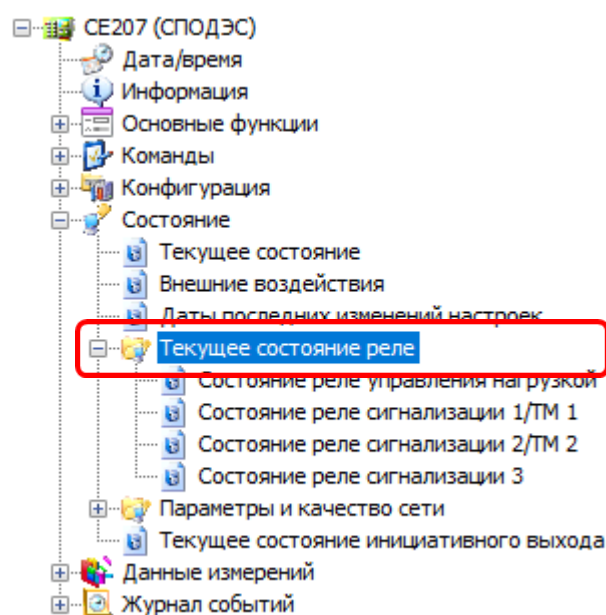 CE207 (СПОДЭС)
Дата/время
Информация
Основные функции
Команды
Конфигурация
Состояние
Текущее состояние
Внешние воздействия
Даты последних изменений настроек
Текущее состояние реле
Состояние реле управления нагрузкой
Состояние реле сигнализации 1/ТМ 1
Состояние реле сигнализации 2/ТМ 2
Состояние реле сигнализации 3
Параметры и качество сети
Текущее состояние инициативного выхода
Данные измерений
Журнал событий